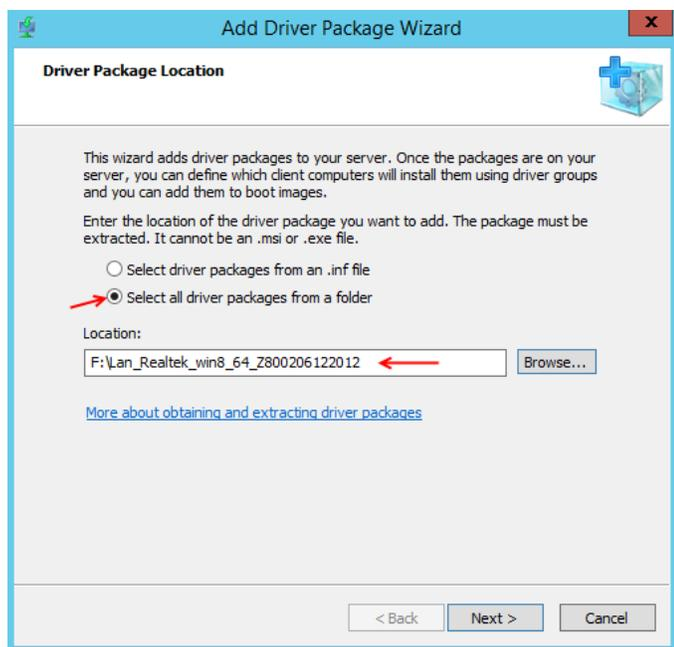 Add Driver Package Wizard
x
Driver Package Location
This wizard adds driver packages to your server. Once the packages are on your
server, you can define which client computers will install them using driver groups
and you can add them to boot images.
Enter the location of the driver package you want to add. The package must be
extracted. It cannot be an .msi or .exe file.
Select driver packages from an .inf file
Select all driver packages from a folder
Location:
F:\Lan_Realtek_win8_64_Z800206122012
Browse...
More about obtaining and extracting driver packages
< Back
Next >
Cancel